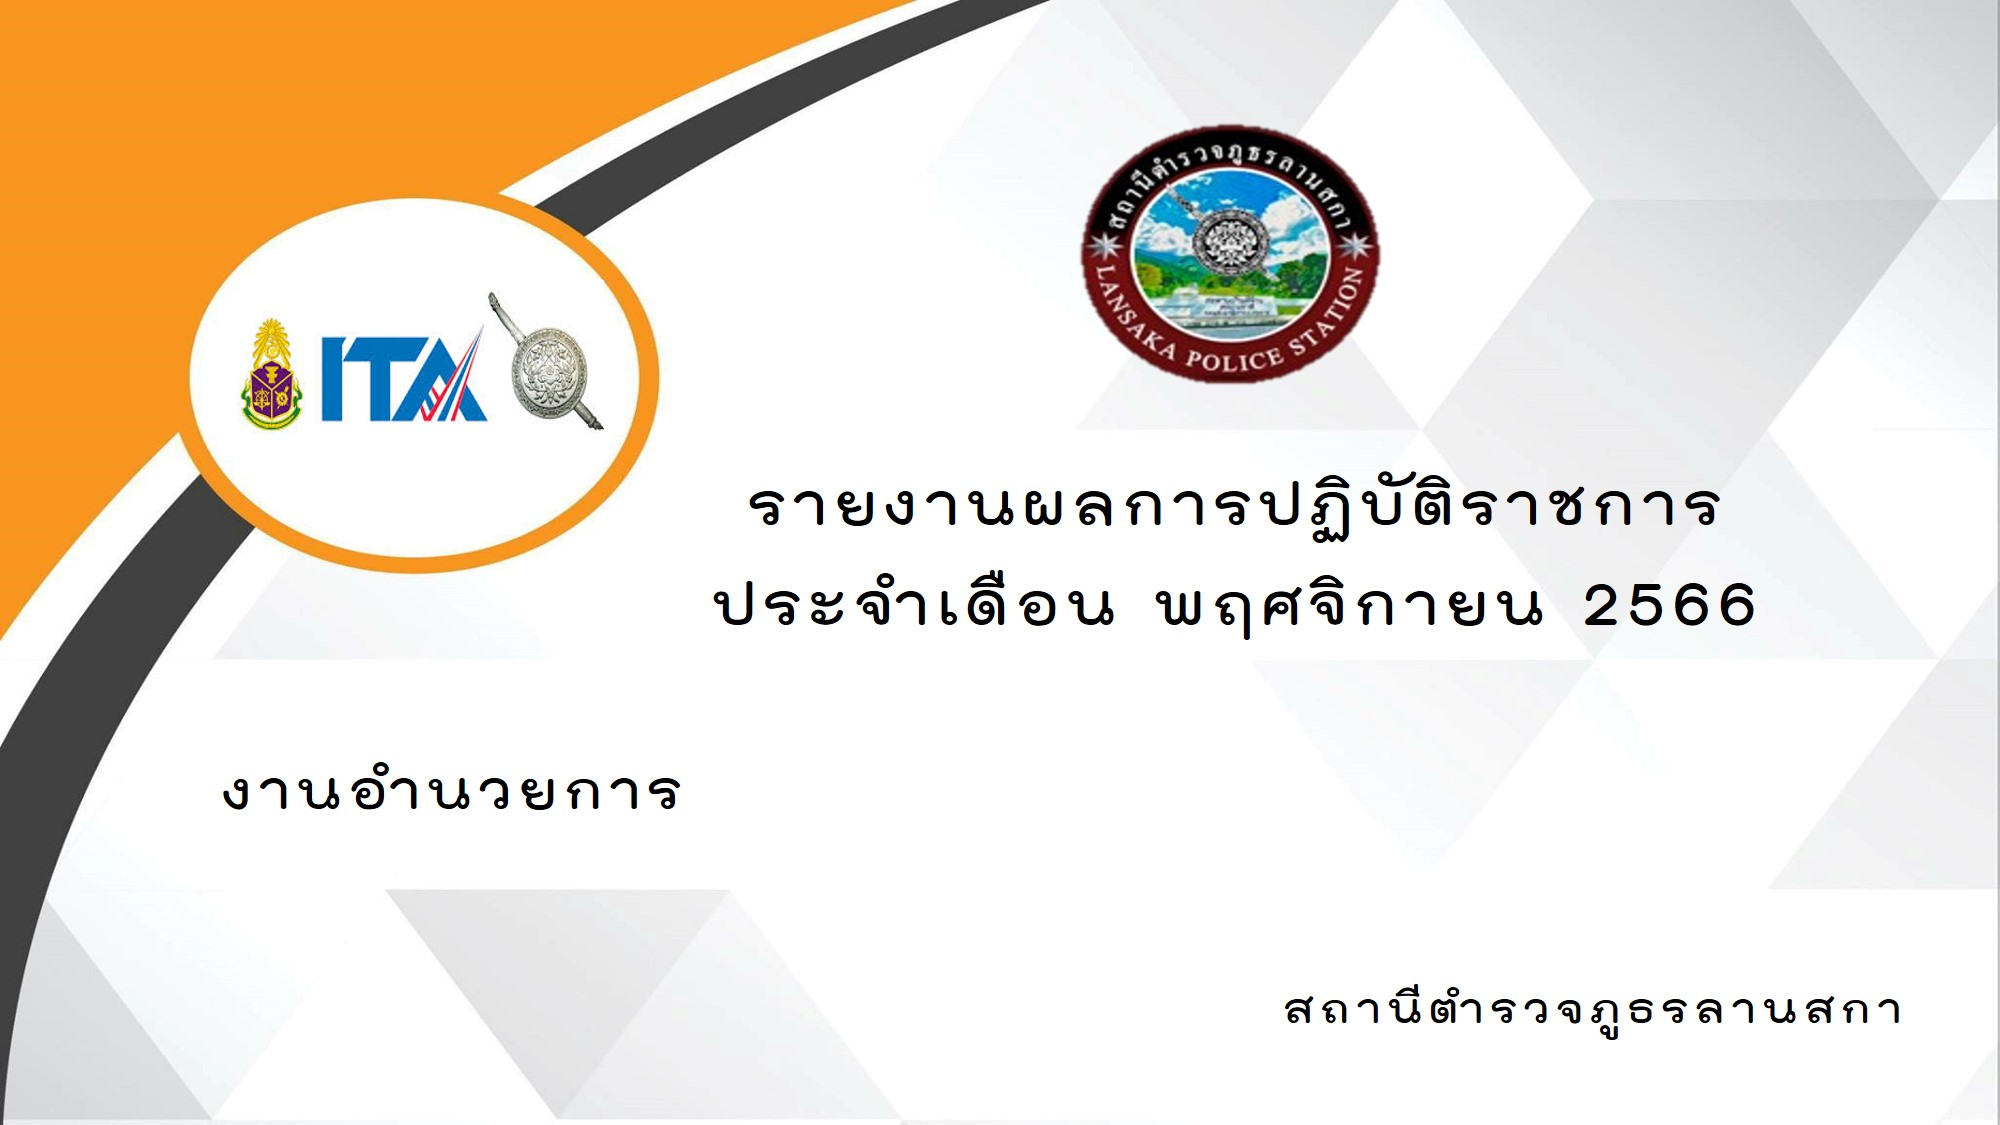 สถานีตำรวจภูธรลานสกา
LANSAKA POLICE STATION
ITA
รายงานผลการปฏิบัติราชการ
ประจำเดือน พฤศจิกายน 2566
งานอำนวยการ
สถานีตำรวจภูธรลานสกา